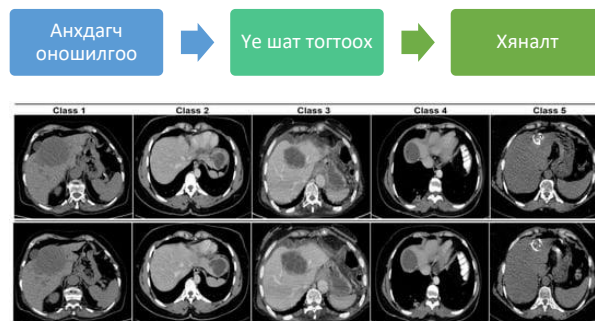 Анхдагч
оношилгоо
Үе шат тогтоох
Хяналт
Class 1
Class 2
Class 3
Class 4
Class 5